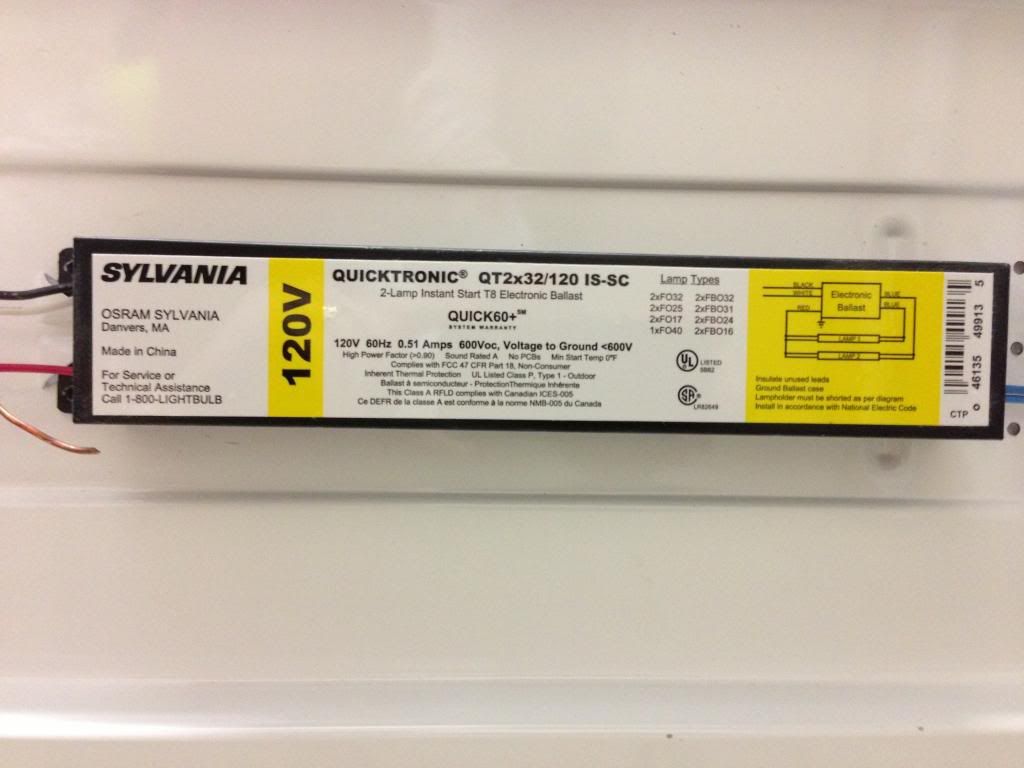 SYLVANIA
OSRAM SYLVANIA
Danvers, MA
Made in China
For Service or
Technical Assistance
Call 1-800-LIGHTBULB
120V
QUICKTRONIC® QT2x32/120 IS-SC
2-Lamp Instant Start T8 Electronic Ballast
QUICK60+℠
SYSTEM WARRANTY
120V 60Hz 0.51 Amps 600Voc, Voltage to Ground <600V
High Power Factor (>0.90) Sound Rated A No PCBs Min Start Temp 0°F
Complies with FCC 47 CFR Part 18, Non-Consumer
Inherent Thermal Protection UL Listed Class P, Type 1 - Outdoor
Ballast à semiconducteur - ProtectionThermique Inhérente
This Class A RFLD complies with Canadian ICES-005
Ce DEFR de la classe A est conforme à la norme NMB-005 du Canada
Lamp Types
2xFO32 2xFBO32
2xFO25 2xFBO31
2xFO17 2xFBO24
1xFO40 2xFBO16
UL LISTED
5B82
SA
LR82649
BLACK
WHITE
RED
Electronic
Ballast
BLUE
BLUE
LAMP 1
LAMP 2
Insulate unused leads
Ground Ballast case
Lampholder must be shorted as per diagram
Install in accordance with National Electric Code
0 46135 49913 5
CTP